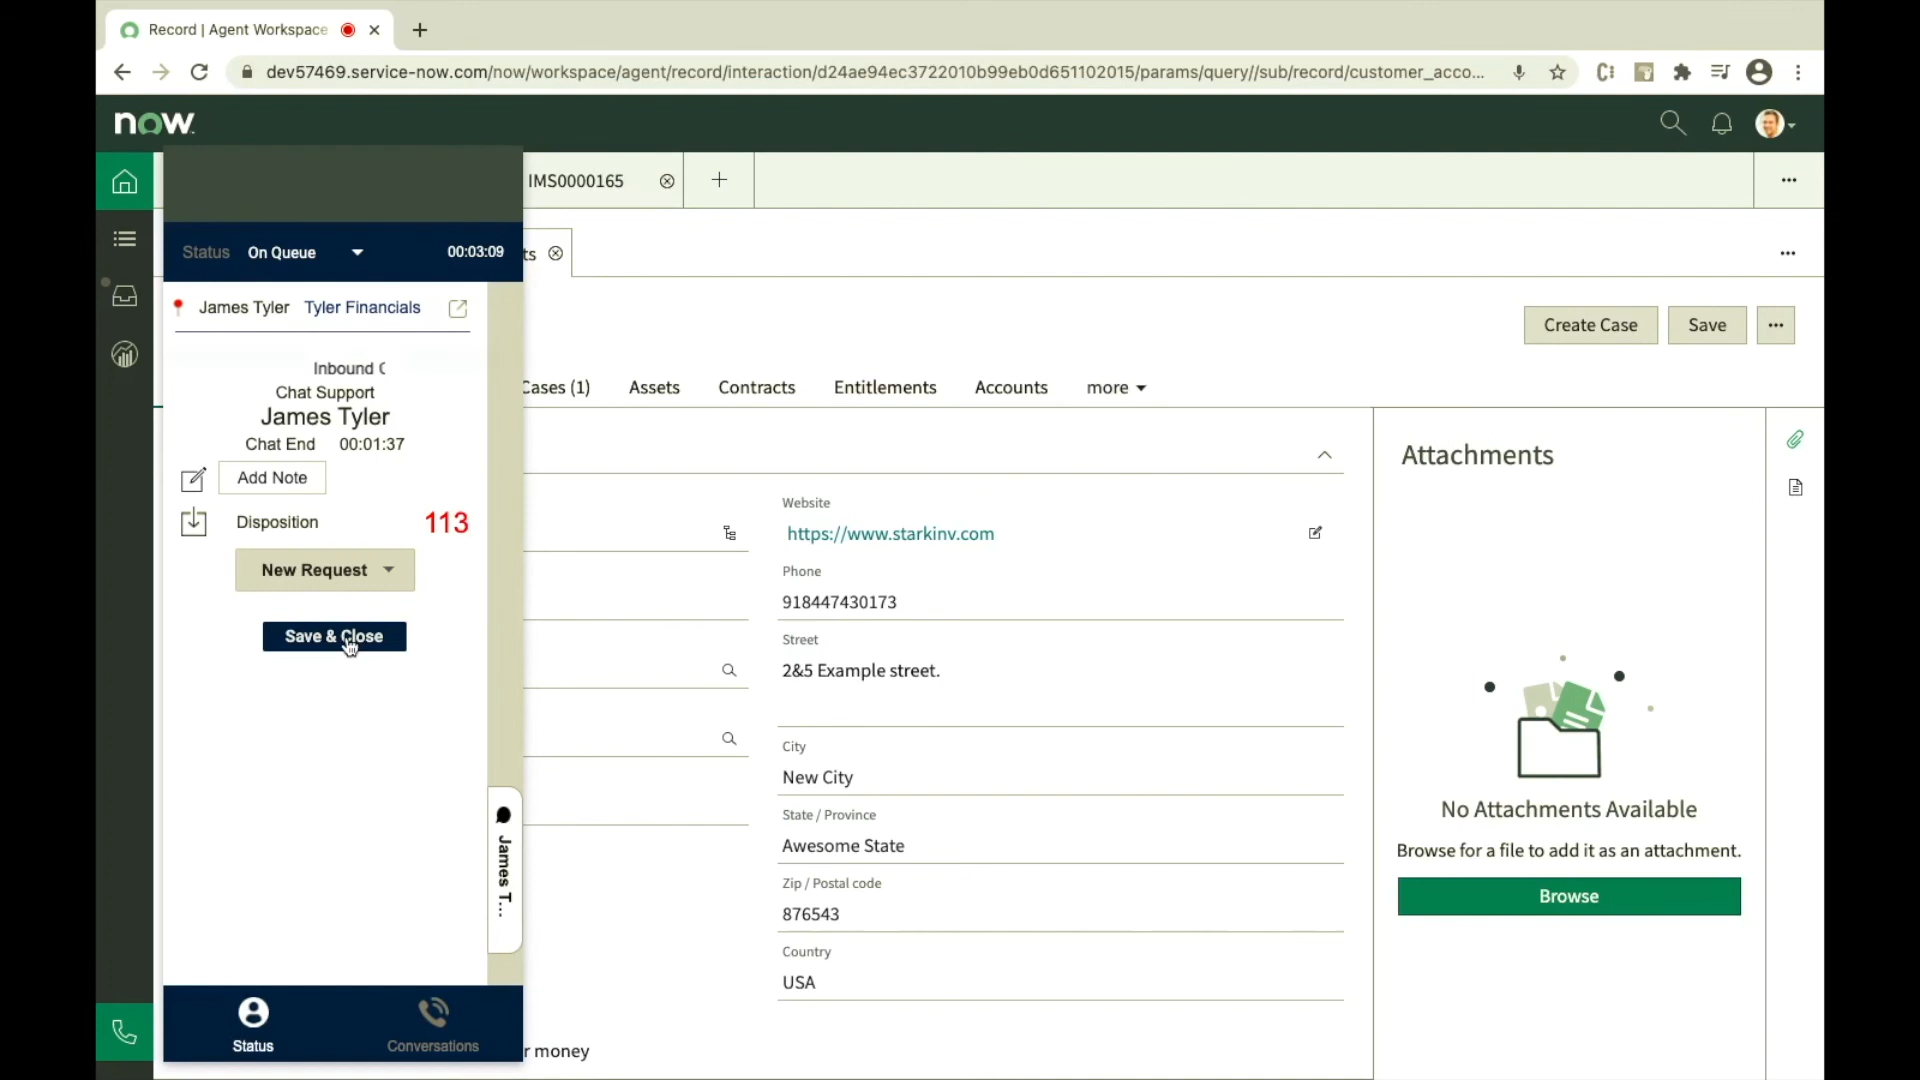 Record | Agent Workspace
dev57469.service-now.com/now/workspace/agent/record/interaction/d24ae94ec3722010b99eb0d651102015/params/query//sub/record/customer_acco...
now.
IMS0000165
Status On Queue 00:03:09
ts
James Tyler Tyler Financials
Create Case Save
Inbound C
Chat Support
James Tyler
Chat End 00:01:37
Cases (1) Assets Contracts Entitlements Accounts more
Add Note
Disposition 113
New Request
Save & Close
James T...
Status
Conversations
Website
https://www.starkinv.com
Phone
918447430173
Street
2&5 Example street.
City
New City
State / Province
Awesome State
Zip / Postal code
876543
Country
USA
r money
Attachments
No Attachments Available
Browse for a file to add it as an attachment.
Browse